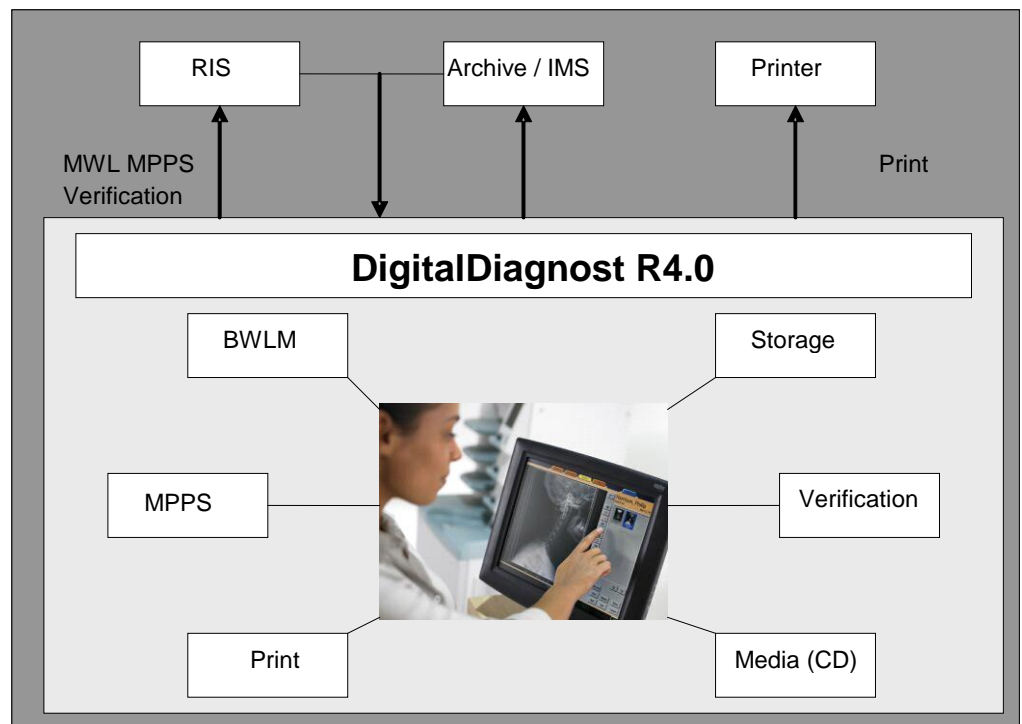 RIS
Archive / IMS
Printer
MWL MPPS
Verification
Print
DigitalDiagnost R4.0
BWLM
Storage
MPPS
Verification
Print
Media (CD)